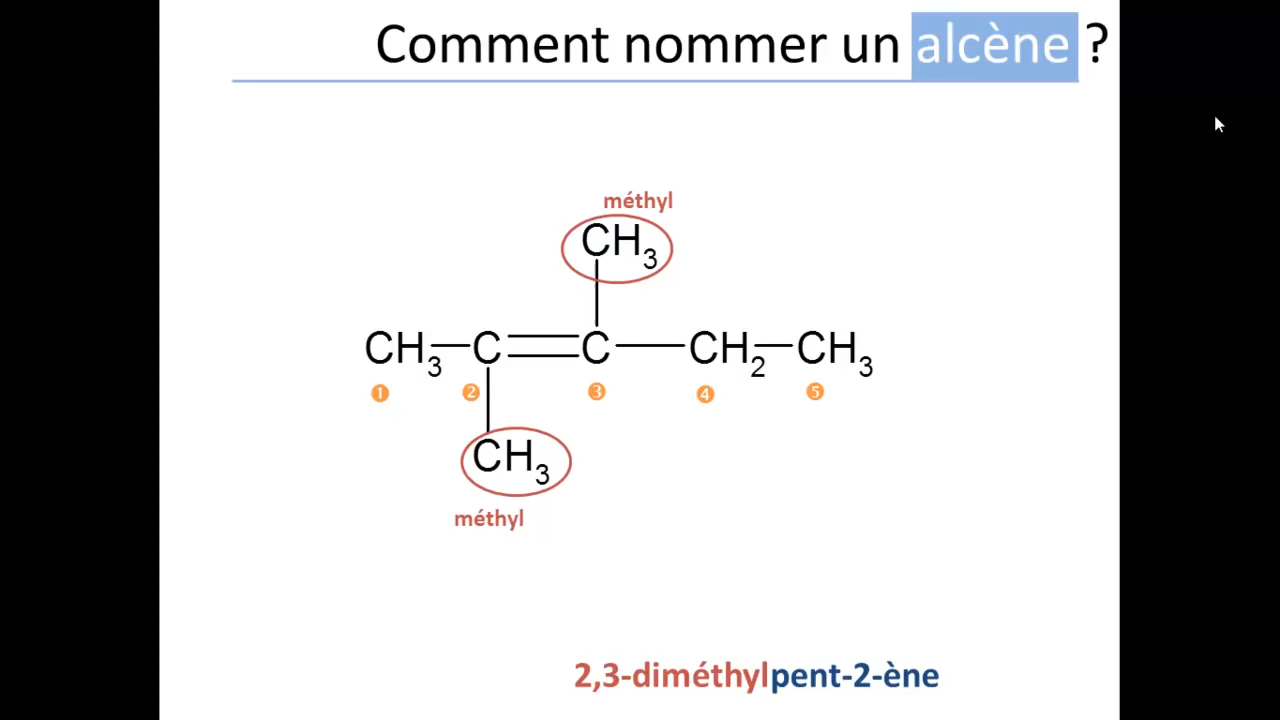 Comment nommer un alcène ?
méthyl
CH3
CH3 C C CH2 CH3
1 2 3 4 5
CH3
méthyl
2,3-diméthylpent-2-ène